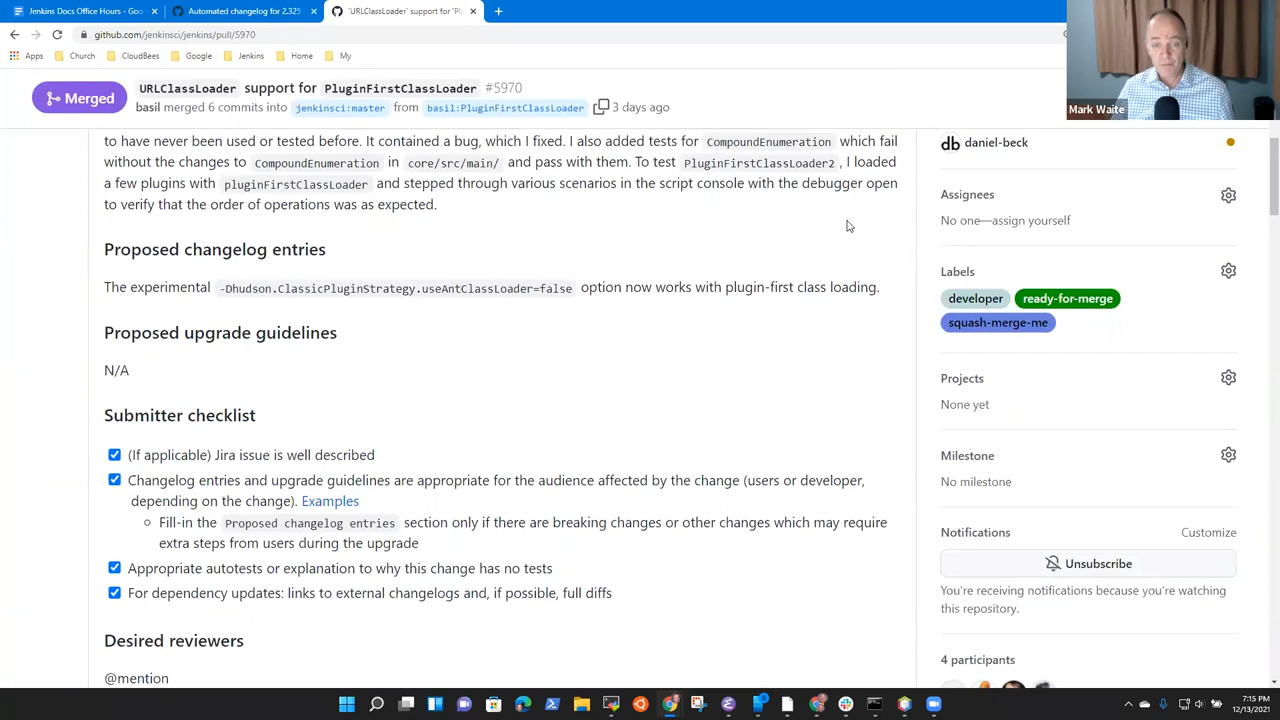 Jenkins Docs Office Hours - Goo
Automated changelog for 2.325
`URLClassLoader` support for `Plu
github.com/jenkinsci/jenkins/pull/5970
Apps
Church
CloudBees
Google
Jenkins
Home
My
Mark Waite
Merged
URLClassLoader support for PluginFirstClassLoader #5970
basil merged 6 commits into jenkinsci:master from basil:PluginFirstClassLoader 3 days ago
to have never been used or tested before. It contained a bug, which I fixed. I also added tests for CompoundEnumeration which fail
without the changes to CompoundEnumeration in core/src/main/ and pass with them. To test PluginFirstClassLoader2, I loaded
a few plugins with pluginFirstClassLoader and stepped through various scenarios in the script console with the debugger open
to verify that the order of operations was as expected.
Proposed changelog entries
The experimental -Dhudson.ClassicPluginStrategy.useAntClassLoader=false option now works with plugin-first class loading.
Proposed upgrade guidelines
N/A
Submitter checklist
(If applicable) Jira issue is well described
Changelog entries and upgrade guidelines are appropriate for the audience affected by the change (users or developer,
depending on the change). Examples
Fill-in the Proposed changelog entries section only if there are breaking changes or other changes which may require
extra steps from users during the upgrade
Appropriate autotests or explanation to why this change has no tests
For dependency updates: links to external changelogs and, if possible, full diffs
Desired reviewers
@mention
daniel-beck
Assignees
No one—assign yourself
Labels
developer
ready-for-merge
squash-merge-me
Projects
None yet
Milestone
No milestone
Notifications
Customize
Unsubscribe
You're receiving notifications because you're watching
this repository.
4 participants
7:15 PM
12/13/2021